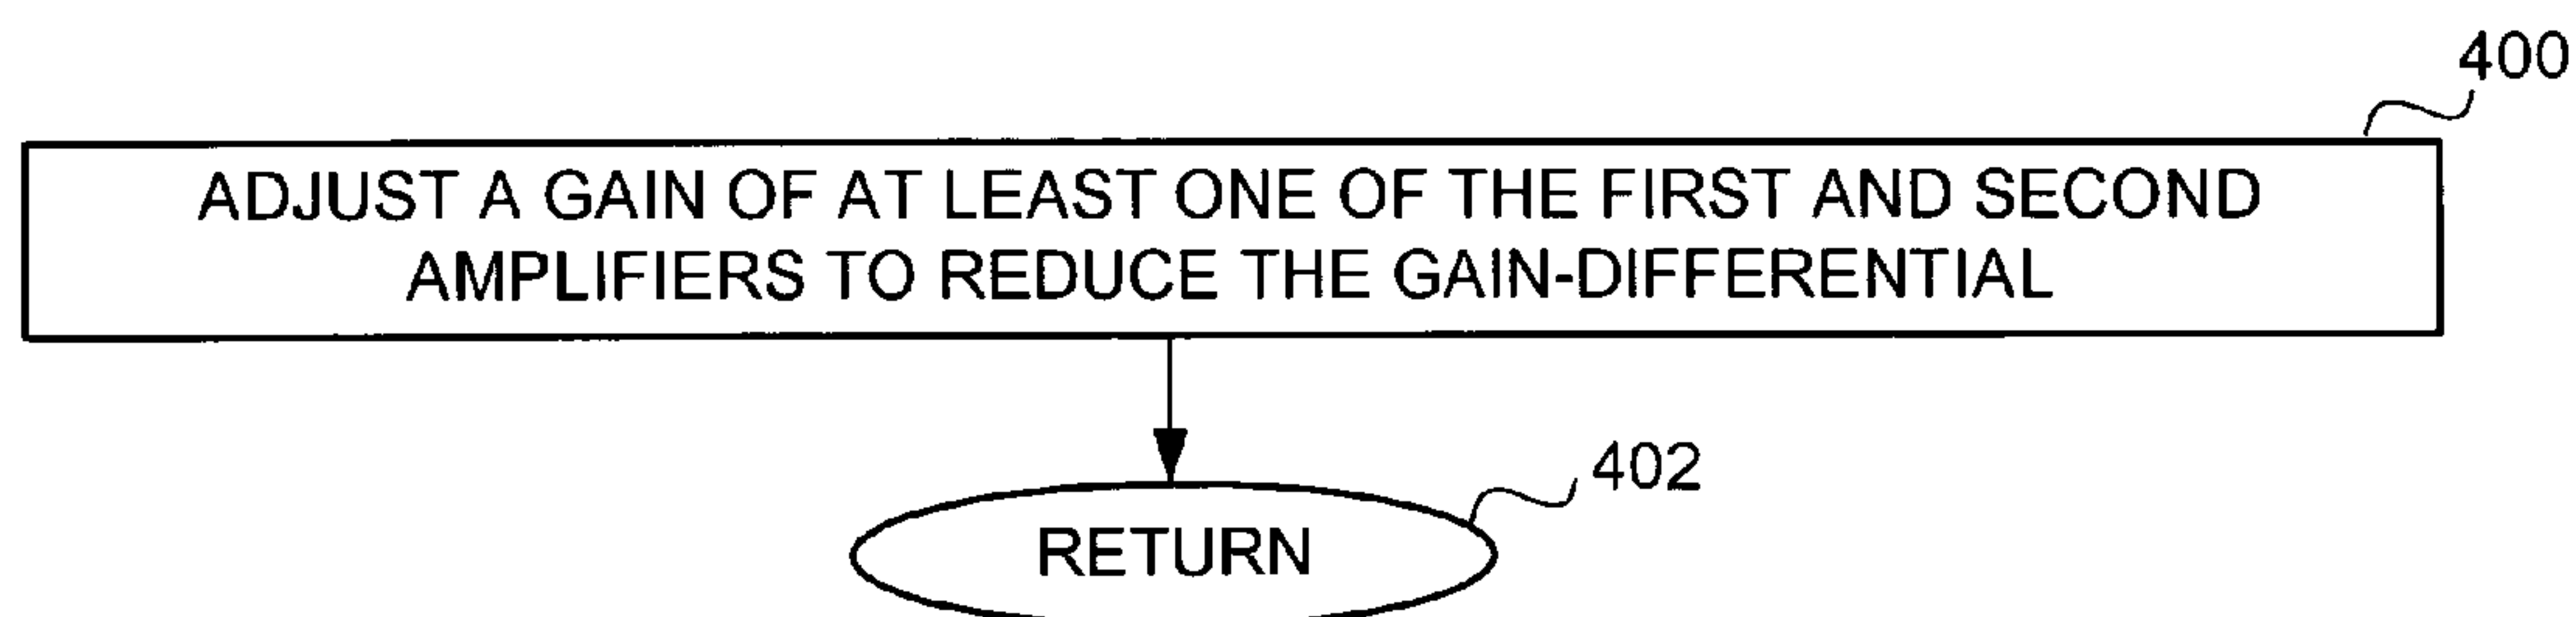 400
ADJUST A GAIN OF AT LEAST ONE OF THE FIRST AND SECOND
AMPLIFIERS TO REDUCE THE GAIN-DIFFERENTIAL
402
RETURN